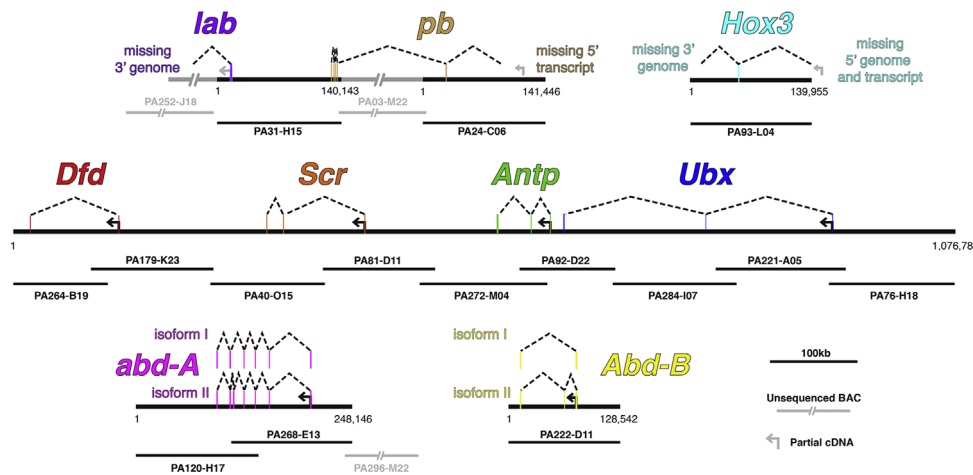 lab
pb
Hox3
missing
3’ genome
missing 5’
transcript
missing 3’
genome
missing
5’ genome
and transcript
1
140,143
1
141,446
1
139,955
PA252-J18
PA03-M22
PA31-H15
PA24-C06
PA93-L04
Dfd
Scr
Antp
Ubx
1
1,076,78
PA179-K23
PA81-D11
PA92-D22
PA221-A05
PA264-B19
PA40-O15
PA272-M04
PA284-I07
PA76-H18
isoform I
abd-A
isoform II
1
248,146
PA268-E13
PA120-H17
PA296-M22
isoform I
Abd-B
isoform II
1
128,542
PA222-D11
100kb
Unsequenced BAC
Partial cDNA